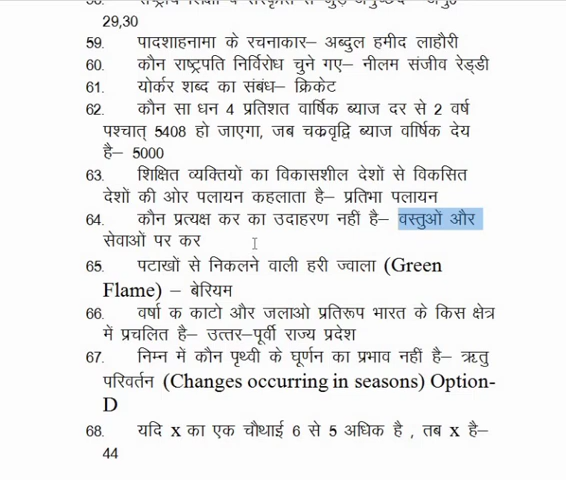 29,30
59. पादशाहनामा के रचनाकार– अब्दुल हमीद लाहौरी
60. कौन राष्ट्रपति निर्विरोध चुने गए– नीलम संजीव रेड्डी
61. योर्कर शब्द का संबंध– क्रिकेट
62. कौन सा धन 4 प्रतिशत वार्षिक ब्याज दर से 2 वर्ष
पश्चात् 5408 हो जाएगा, जब चकवृद्वि ब्याज वार्षिक देय
है– 5000
63. शिक्षित व्यक्तियों का विकासशील देशों से विकसित
देशों की ओर पलायन कहलाता है– प्रतिभा पलायन
64. कौन प्रत्यक्ष कर का उदाहरण नहीं है– वस्तुओं और
सेवाओं पर कर
65. पटाखों से निकलने वाली हरी ज्वाला (Green
Flame) – बेरियम
66. वर्षा क काटो और जलाओ प्रतिरूप भारत के किस क्षेत्र
में प्रचलित है– उत्तर–पूर्वी राज्य प्रदेश
67. निम्न में कौन पृथ्वी के घूर्णन का प्रभाव नहीं है– ऋतु
परिवर्तन (Changes occurring in seasons) Option-
D
68. यदि x का एक चौथाई 6 से 5 अधिक है , तब x है–
44